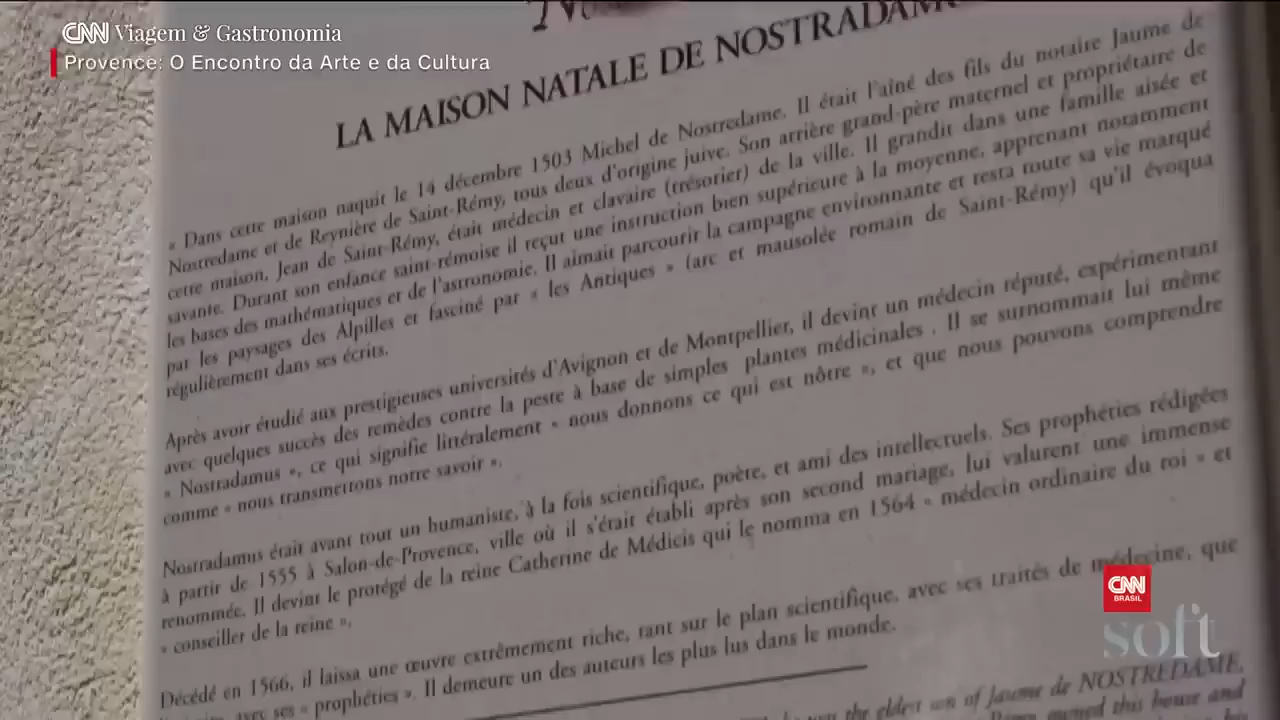 CNN Viagem & Gastronomia
Provence: O Encontro da Arte e da Cultura
LA MAISON NATALE DE NOSTRADAM
« Dans cette maison naquit le 14 décembre 1503 Michel de Nostredame. Il était l'aîné des fils du notaire Jaume de
Nostredame et de Reynière de Saint-Rémy, tous deux d'origine juive. Son arrière grand-père maternel et propriétaire de
cette maison, Jean de Saint-Rémy, était médecin et clavaire (trésorier) de la ville. Il grandit dans une famille aisée et
savante. Durant son enfance saint-rémoise il reçut une instruction bien supérieure à la moyenne, apprenant notamment
les bases des mathématiques et de l'astronomie. Il aimait parcourir la campagne environnante et resta toute sa vie marqué
par les paysages des Alpilles et fasciné par « les Antiques » (arc et mausolée romain de Saint-Rémy) qu'il évoqua
régulièrement dans ses écrits.
Après avoir étudié aux prestigieuses universités d'Avignon et de Montpellier, il devint un médecin réputé, expérimentant
avec quelques succès des remèdes contre la peste à base de simples plantes médicinales . Il se surnommait lui même
« Nostradamus », ce qui signifie littéralement « nous donnons ce qui est nôtre », et que nous pouvons comprendre
comme « nous transmettons notre savoir ».
Nostradamus était avant tout un humaniste, à la fois scientifique, poète, et ami des intellectuels. Ses prophéties rédigées
à partir de 1555 à Salon-de-Provence, ville où il s'était établi après son second mariage, lui valurent une immense
renommée. Il devint le protégé de la reine Catherine de Médicis qui le nomma en 1564 « médecin ordinaire du roi » et
« conseiller de la reine ».
Décédé en 1566, il laissa une œuvre extrêmement riche, tant sur le plan scientifique, avec ses traités de médecine, que
avec ses « prophéties ». Il demeure un des auteurs les plus lus dans le monde.
the eldest son of Jaume de NOSTREDAME,
owned this house and
CNN
BRASIL
soft